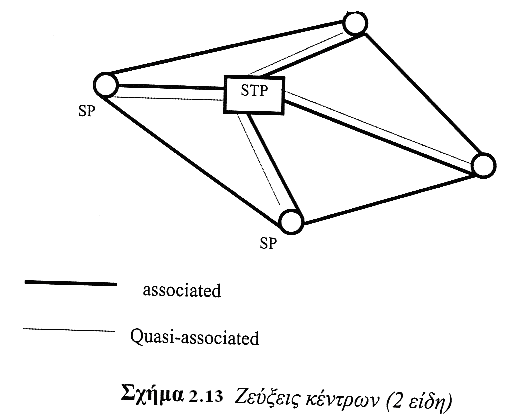 STP
SP
SP
associated
Quasi-associated
Σχήμα 2.13 Ζεύξεις κέντρων (2 είδη)